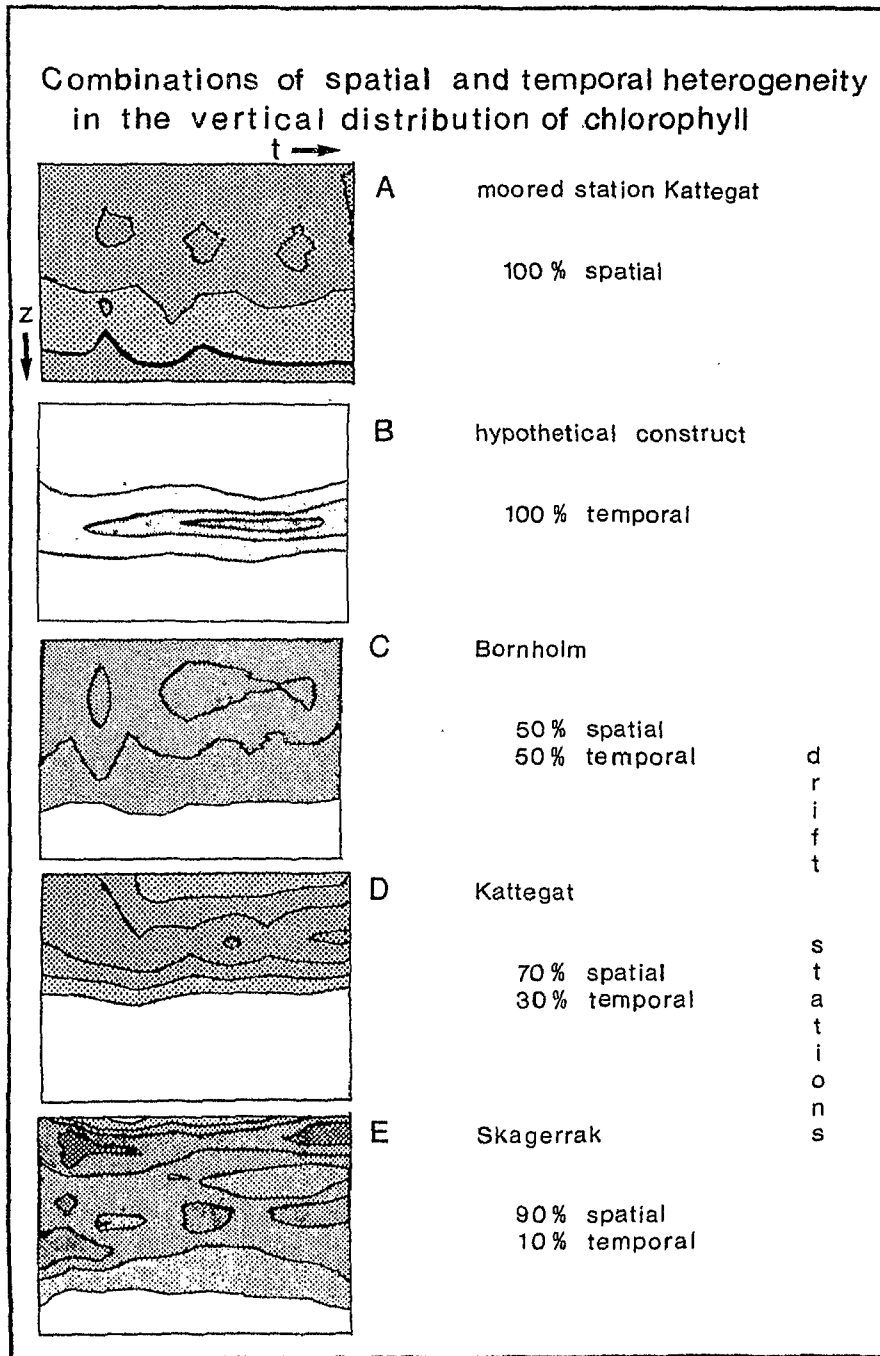 Combinations of spatial and temporal heterogeneity
in the vertical distribution of chlorophyll
t
z
A moored station Kattegat
100 % spatial
B hypothetical construct
100 % temporal
C Bornholm
50 % spatial
50 % temporal
D Kattegat
70 % spatial
30 % temporal
E Skagerrak
90 % spatial
10 % temporal
drift stations